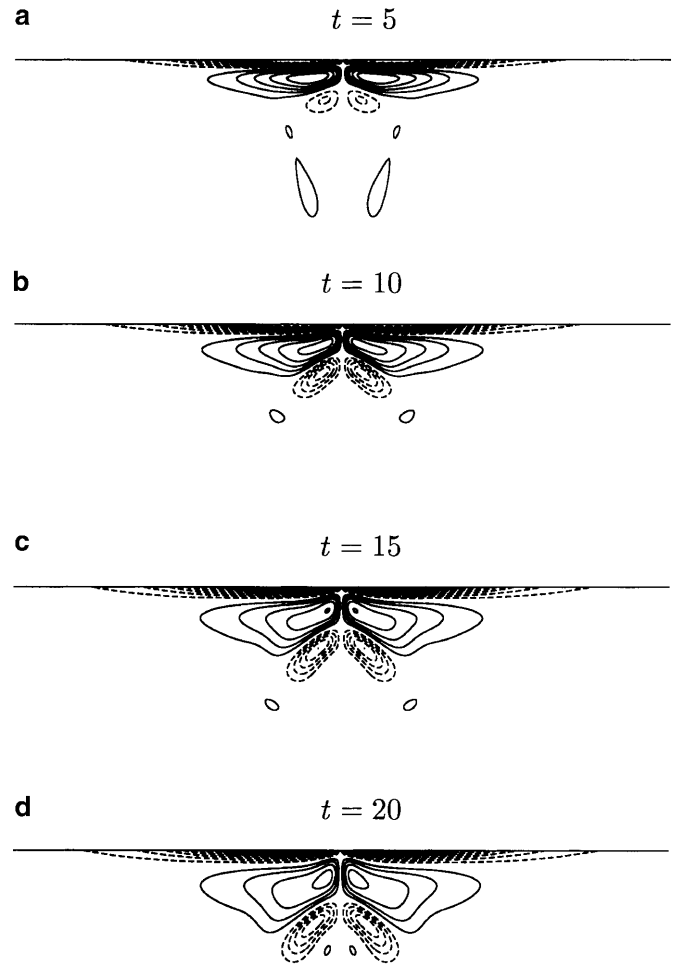 a
t = 5
b
t = 10
c
t = 15
d
t = 20